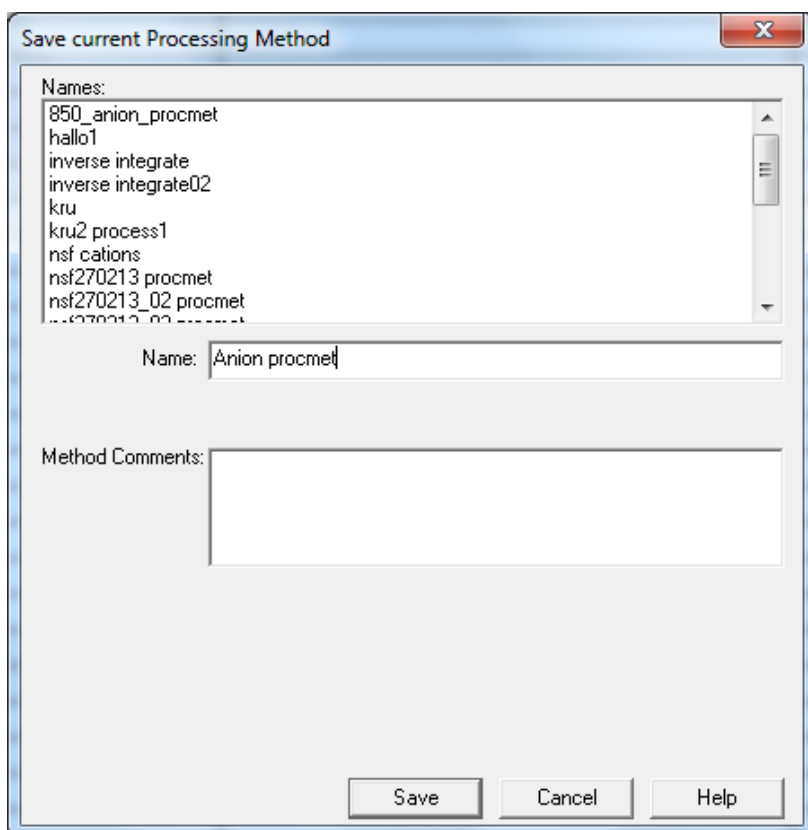 Save current Processing Method
Names:
850_anion_procmet
hallo1
inverse integrate
inverse integrate02
kru
kru2 process1
nsf cations
nsf270213 procmet
nsf270213_02 procmet
Name: Anion procmet
Method Comments:
Save Cancel Help